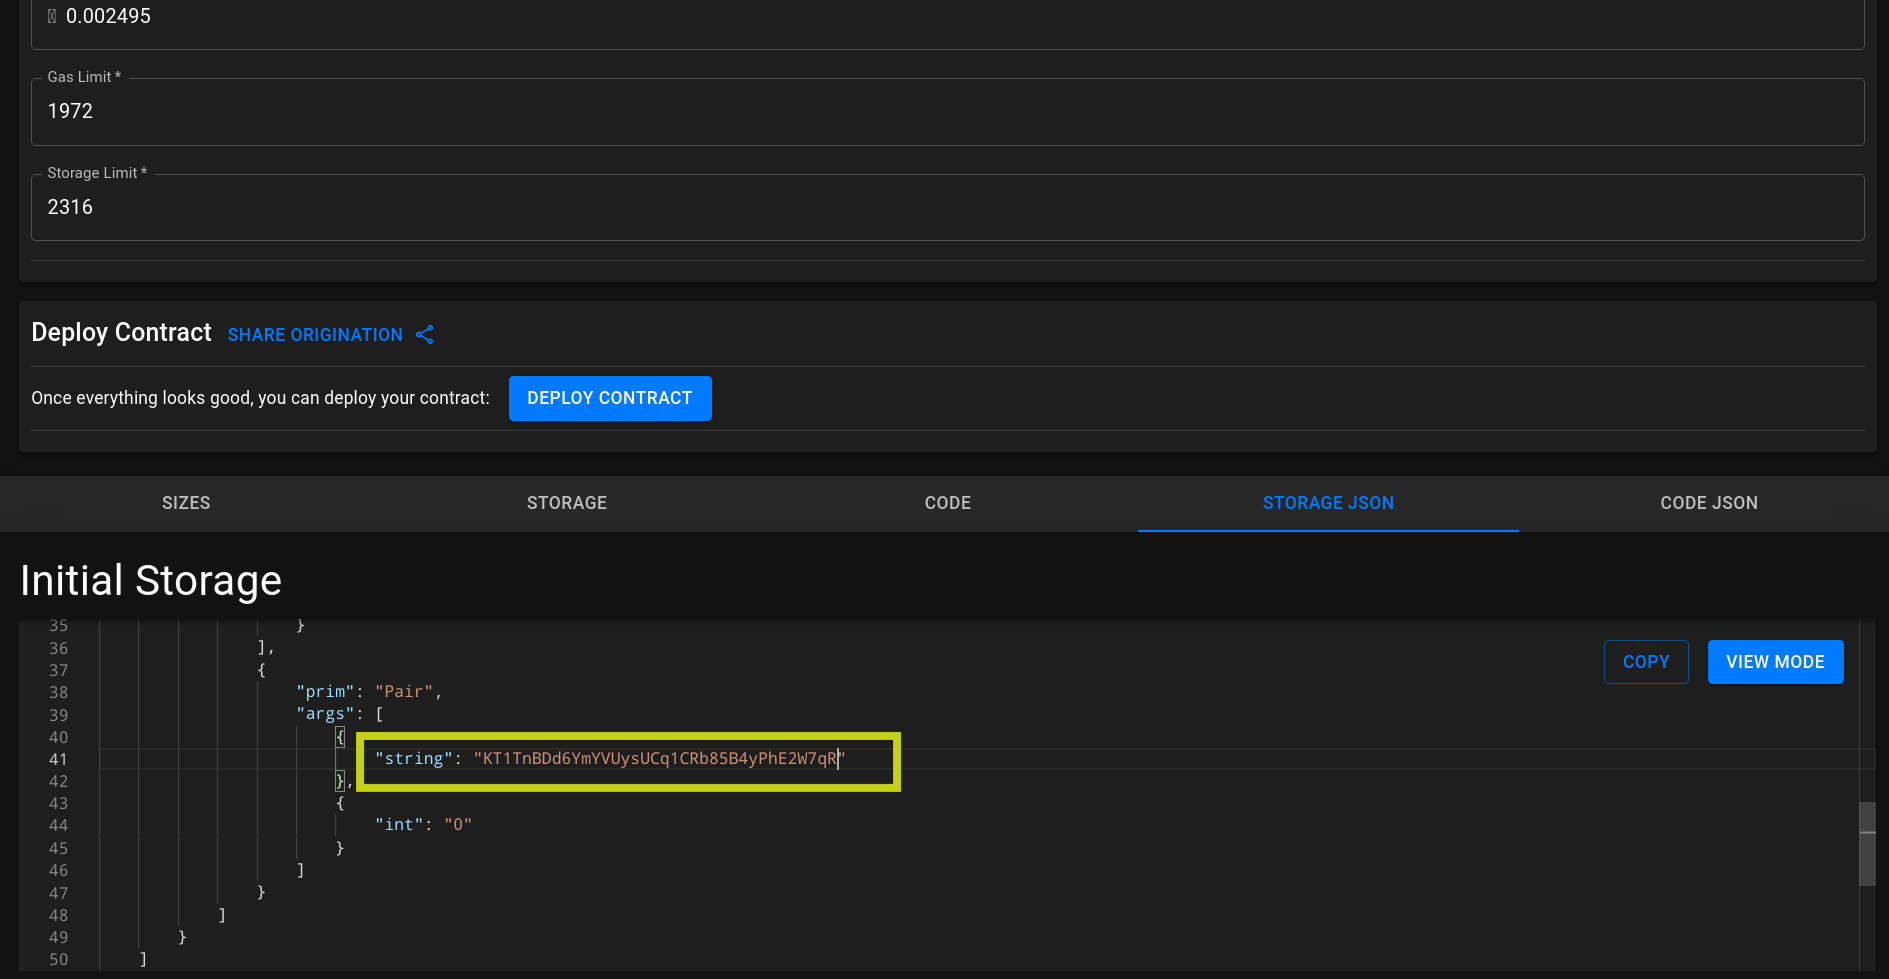 0.002495
Gas Limit *
1972
Storage Limit *
2316
Deploy Contract SHARE ORIGINATION
Once everything looks good, you can deploy your contract: DEPLOY CONTRACT
SIZES STORAGE CODE STORAGE JSON CODE JSON
Initial Storage
COPY VIEW MODE
35 }
36 ],
37 {
38 "prim": "Pair",
39 "args": [
40 {
41 "string": "KT1TnBDd6YmYVUysUCq1CRb85B4yPhE2W7qR"
42 },
43 {
44 "int": "0"
45 }
46 ]
47 }
48 ]
49 }
50 ]